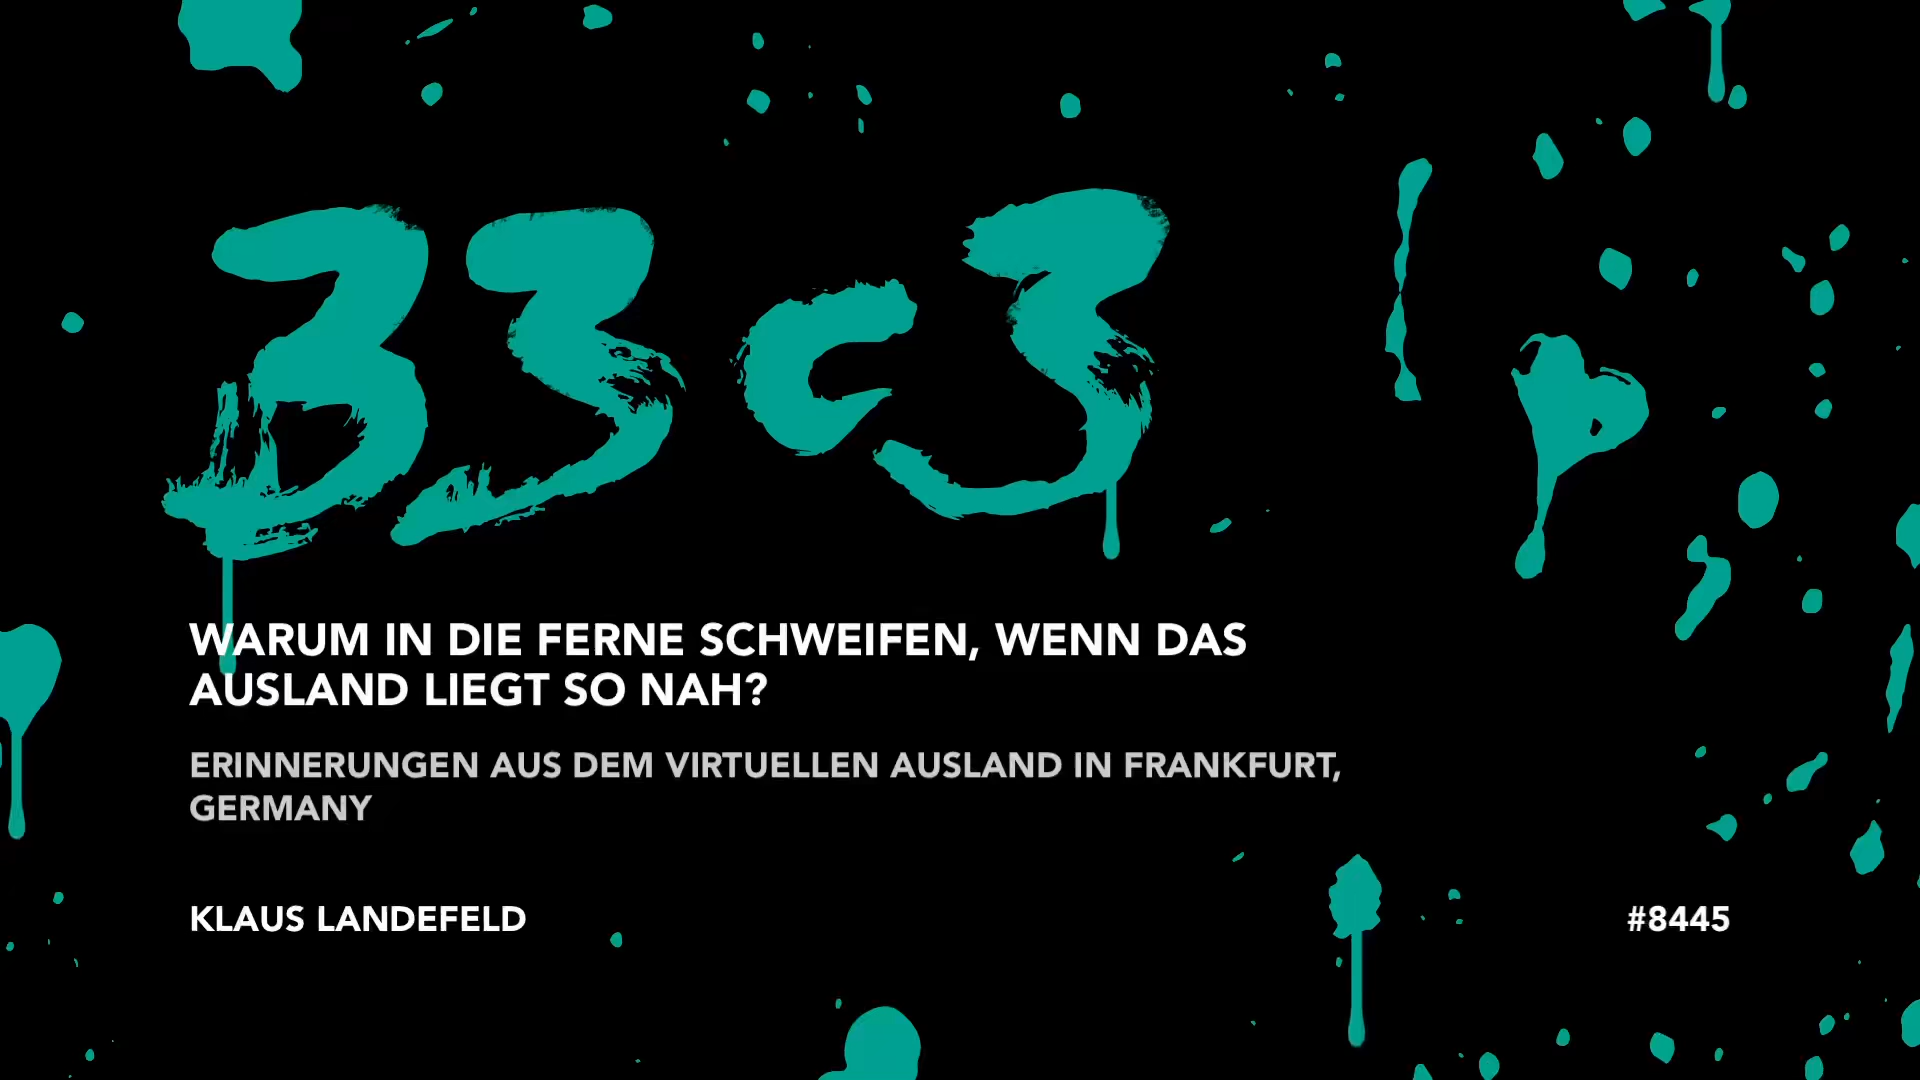 33c3
WARUM IN DIE FERNE SCHWEIFEN, WENN DAS
AUSLAND LIEGT SO NAH?
ERINNERUNGEN AUS DEM VIRTUELLEN AUSLAND IN FRANKFURT,
GERMANY
KLAUS LANDEFELD
#8445